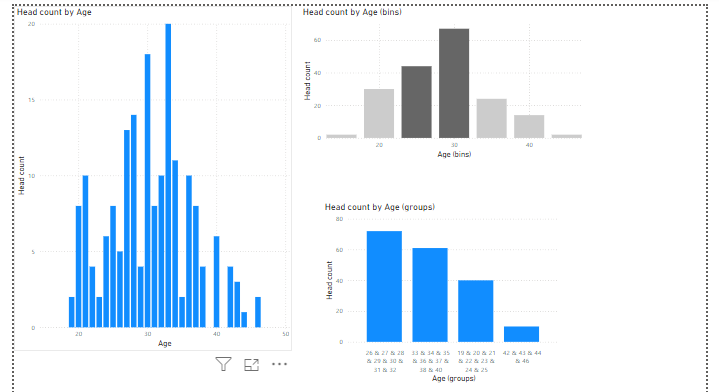 Head count by Age
Head count
20
15
10
5
0
20
30
40
50
Age
Head count by Age (bins)
Head count
60
40
20
0
20
30
40
Age (bins)
Head count by Age (groups)
Head count
80
60
40
20
0
26 & 27 & 28
& 29 & 30 &
31 & 32
33 & 34 & 35
& 36 & 37 &
38 & 40
19 & 20 & 21
& 22 & 23 &
24 & 25
42 & 43 & 44
& 46
Age (groups)